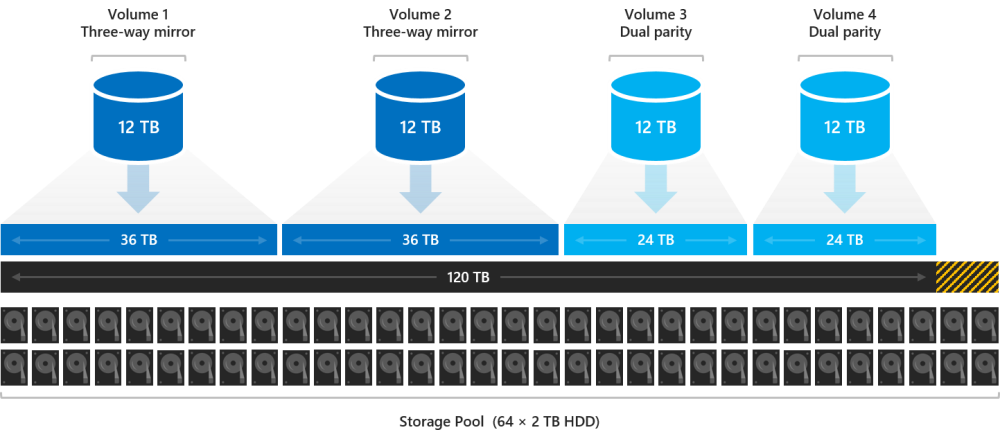 Volume 1
Three-way mirror
Volume 2
Three-way mirror
Volume 3
Dual parity
Volume 4
Dual parity
12 TB
12 TB
12 TB
12 TB
36 TB
36 TB
24 TB
24 TB
120 TB
Storage Pool (64 × 2 TB HDD)